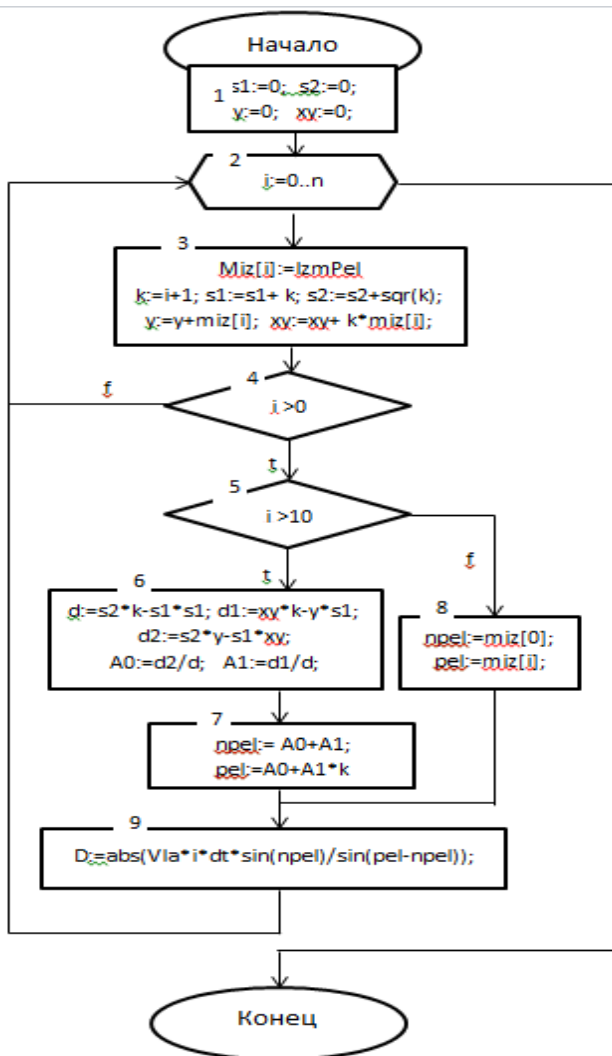 Начало
1
s1:=0; s2:=0;
y:=0; xy:=0;
2
i:=0..n
3
Miz[i]:=IzmPel
k:=i+1; s1:=s1+ k; s2:=s2+sqr(k);
y:=y+miz[i]; xy:=xy+ k*miz[i];
4
f
i >0
t
5
i >10
f
t
6
d:=s2*k-s1*s1; d1:=xy*k-y*s1;
d2:=s2*y-s1*xy;
A0:=d2/d; A1:=d1/d;
8
npel:=miz[0];
pel:=miz[i];
7
npel:= A0+A1;
pel:=A0+A1*k
9
D:=abs(Vla*i*dt*sin(npel)/sin(pel-npel));
Конец